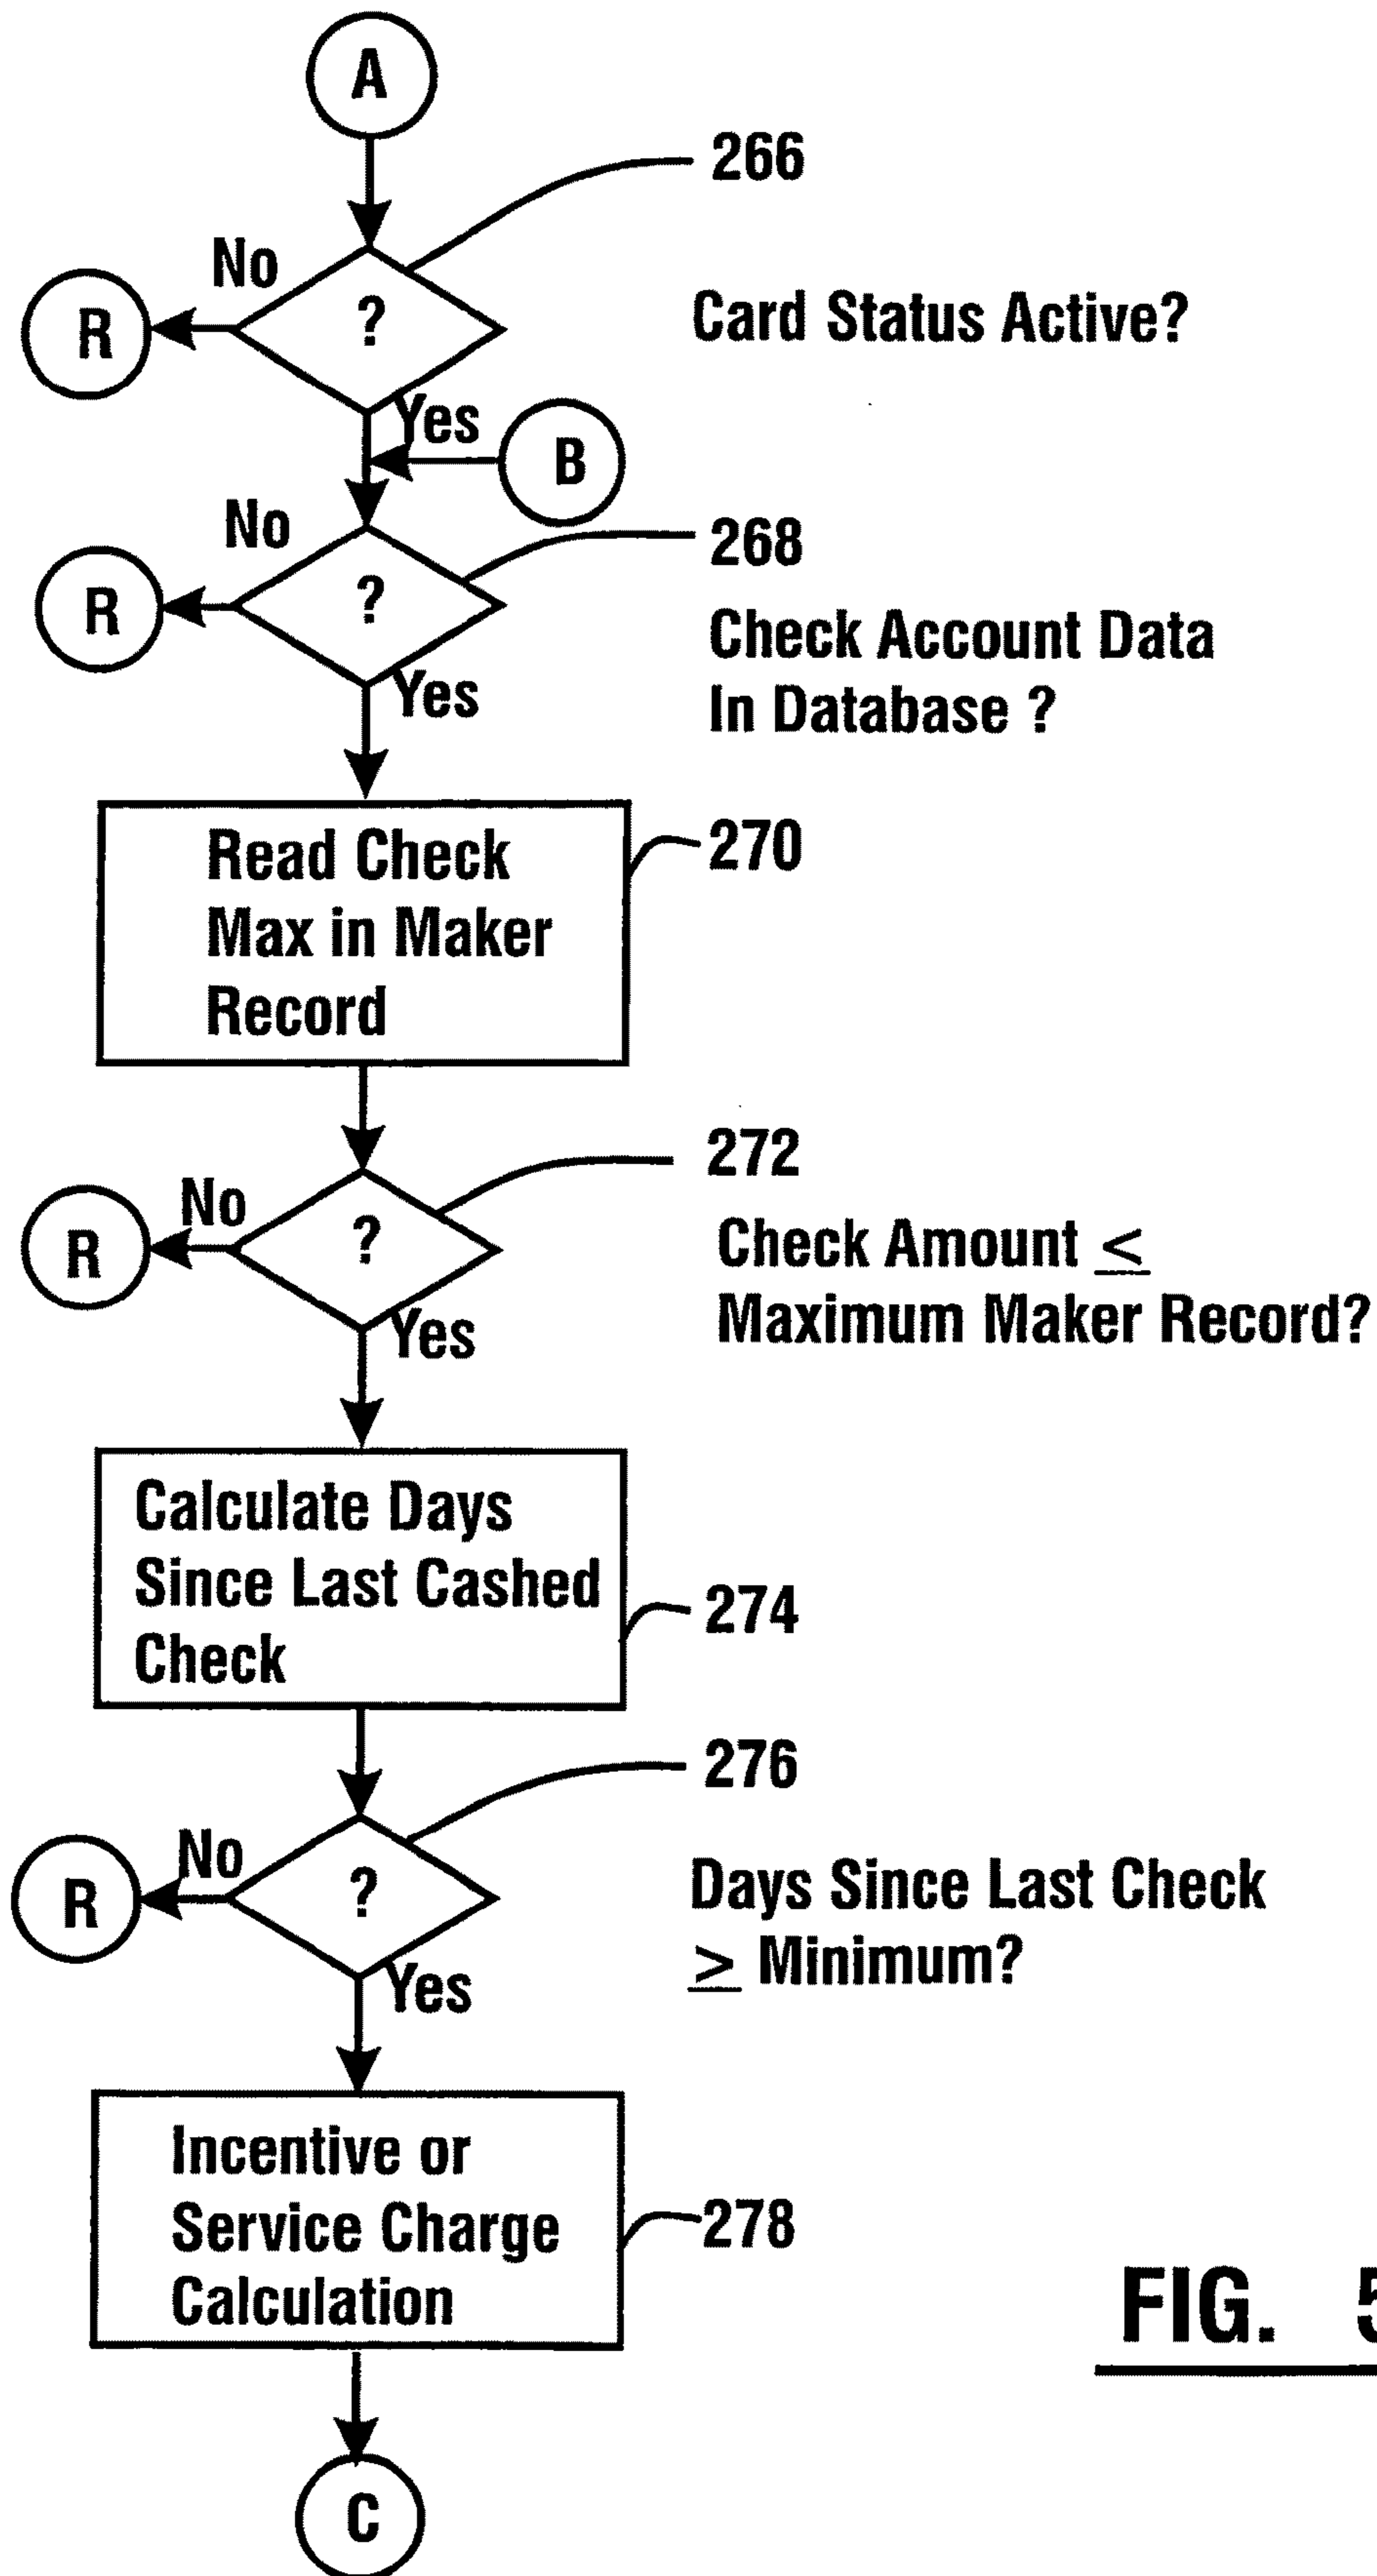 A
266
No
R
?
Card Status Active?
Yes
B
No
268
R
?
Check Account Data
In Database ?
Yes
Read Check
Max in Maker
Record
270
272
No
R
?
Check Amount ≤
Maximum Maker Record?
Yes
Calculate Days
Since Last Cashed
Check
274
276
No
R
?
Days Since Last Check
≥ Minimum?
Yes
Incentive or
Service Charge
Calculation
278
FIG. 5
C